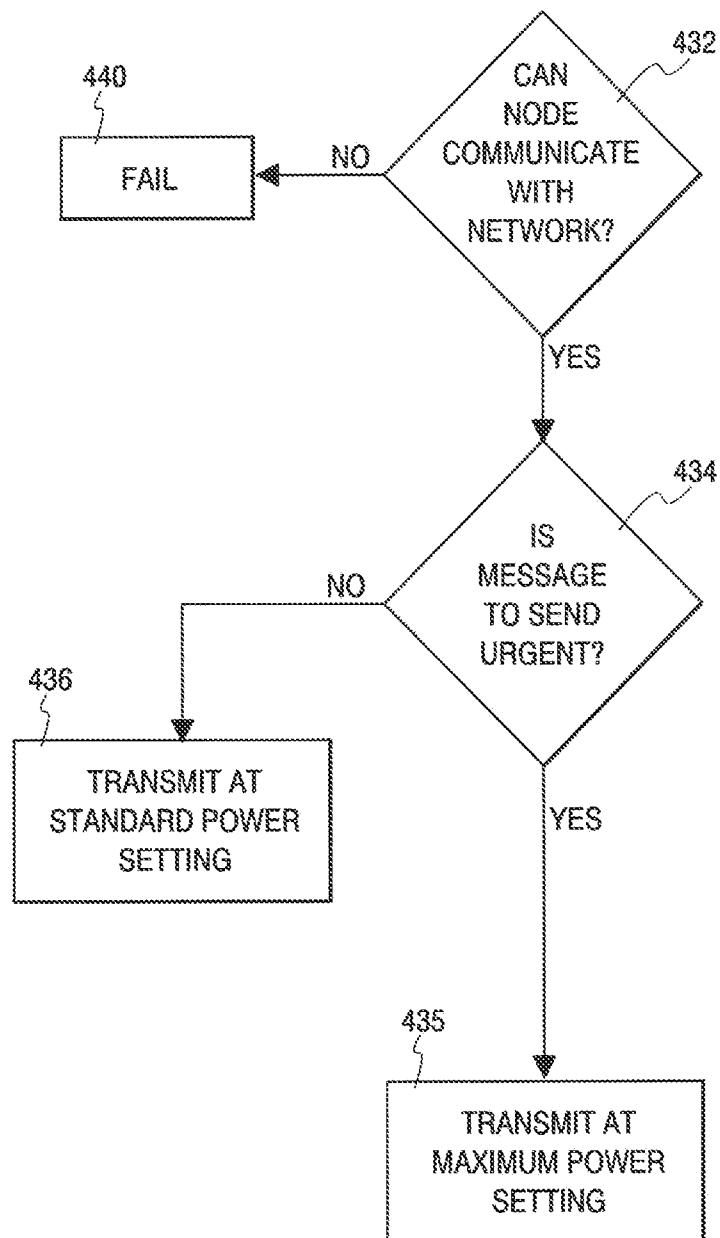 432
CAN
NODE
COMMUNICATE
WITH
NETWORK?
440
FAIL
NO
YES
434
IS
MESSAGE
TO SEND
URGENT?
NO
436
TRANSMIT AT
STANDARD POWER
SETTING
YES
435
TRANSMIT AT
MAXIMUM POWER
SETTING